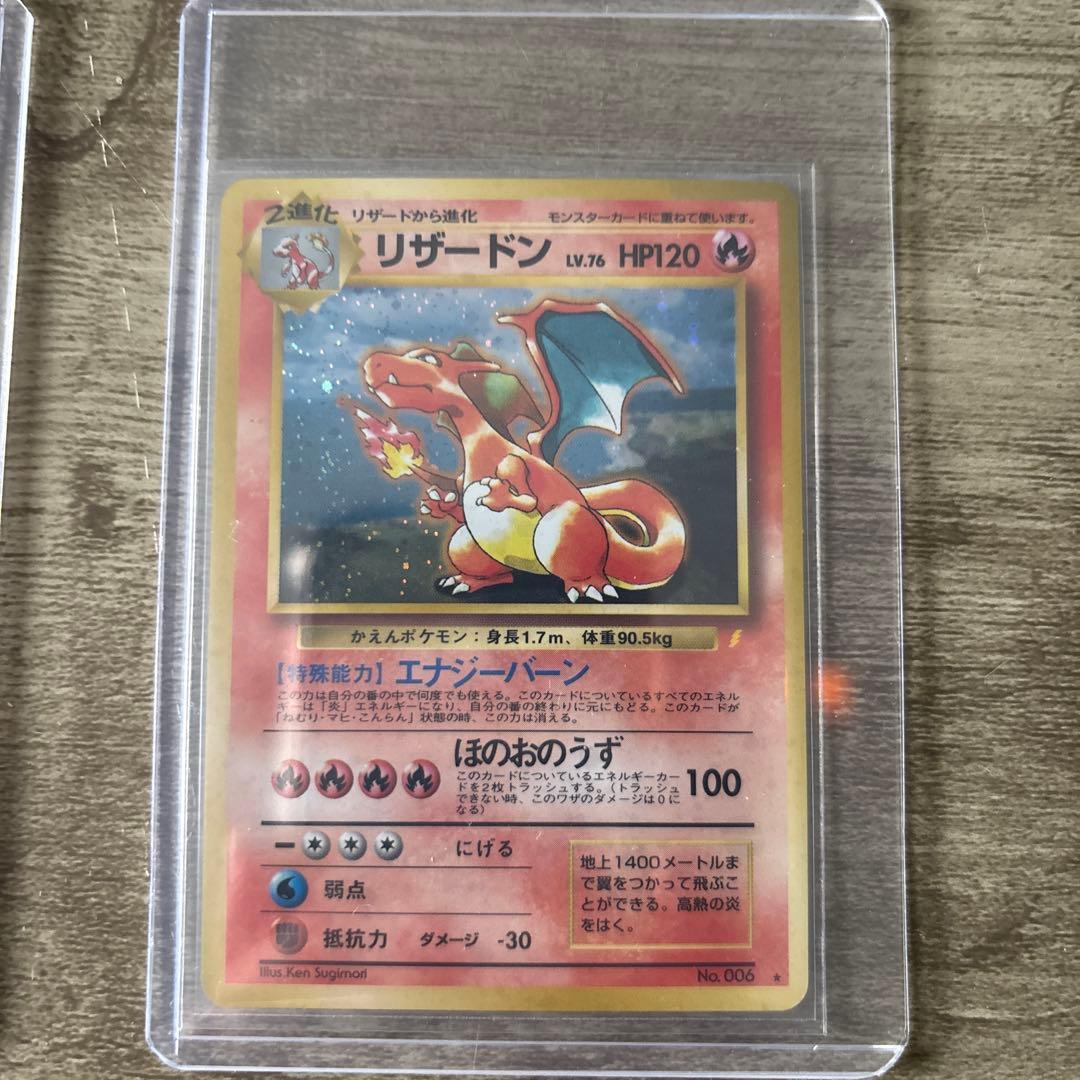 2進化 リザードから進化 モンスターカードに重ねて使います。
リザードン LV.76 HP120
かえんポケモン：身長1.7m、体重90.5kg
【特殊能力】エナジーバーン
この力は自分の番の中で何度でも使える。このカードについているすべてのエネル
ギーは「炎」エネルギーになり、自分の番の終わりに元にもどる。このカードが
「ねむり・マヒ・こんらん」状態の時、この力は消える。
ほのおのうず
このカードについているエネルギーカー
ドを2枚トラッシュする。（トラッシュ
できない時、このワザのダメージは0に
なる）
100
ー にげる
弱点
抵抗力 ダメージ -30
地上1400メートルま
で翼をつかって飛ぶこ
とができる。高熱の炎
をはく。
Illus.Ken Sugimori No. 006 ★